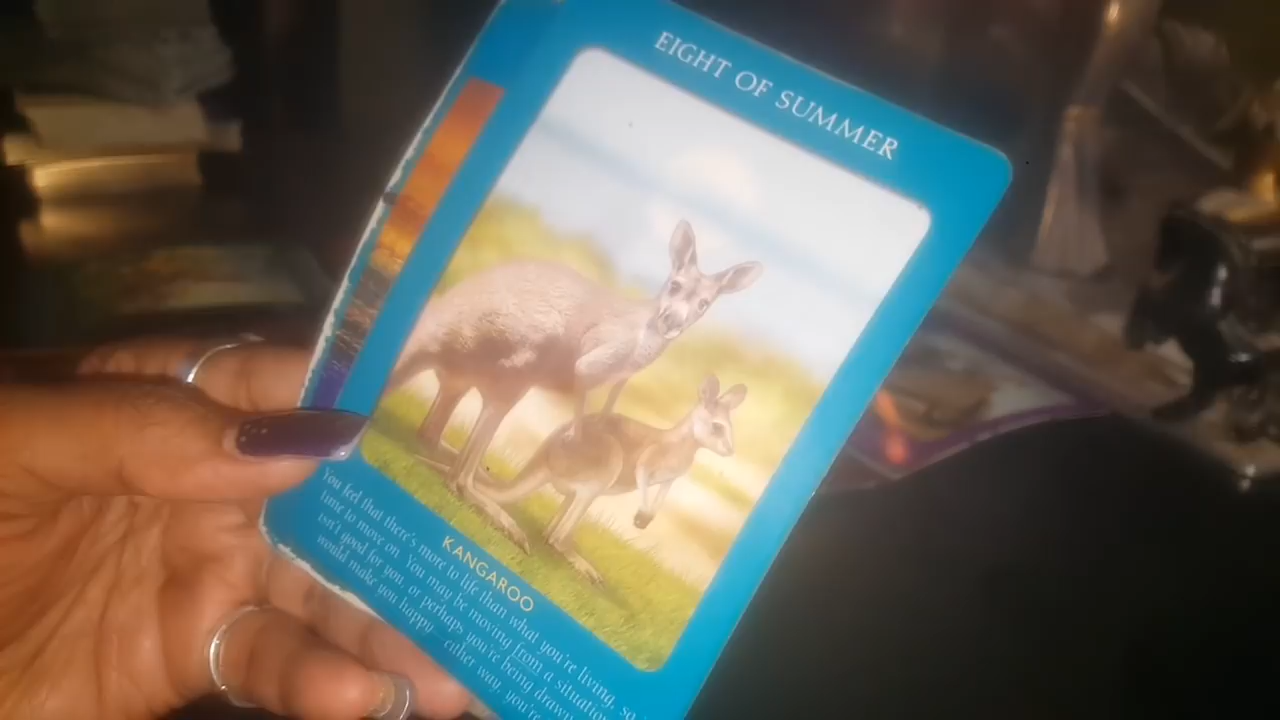 EIGHT OF SUMMER
KANGAROO
You feel that there's more to life than what you're living, so
time to move on. You may be moving from a situation
isn't good for you, or perhaps you're being drawn
would make you happy—either way, you're